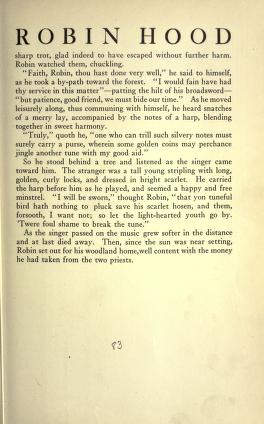 ROBIN HOOD
sharp trot, glad indeed to have escaped without further harm.
Robin watched them, chuckling.
"Faith, Robin, thou hast done very well," he said to himself,
as he took a by-path toward the forest. "I would fain have had
thy service in this matter"—patting the hilt of his broadsword—
"but patience, good friend, we must bide our time." As he moved
leisurely along, thus communing with himself, he heard snatches
of a merry lay, accompanied by the notes of a harp, blending
together in sweet harmony.
"Truly," quoth he, "one who can trill such silvery notes must
surely carry a purse, wherein some golden coins may perchance
jingle another tune with my good aid."
So he stood behind a tree and listened as the singer came
toward him. The stranger was a tall young stripling with long,
golden, curly locks, and dressed in bright scarlet. He carried
the harp before him as he played, and seemed a happy and free
minstrel. "I will be sworn," thought Robin, "that yon tuneful
bird hath nothing to pluck save his scarlet hosen, and them,
forsooth, I want not; so let the light-hearted youth go by.
'Twere foul shame to break the tune."
As the singer passed on the music grew softer in the distance
and at last died away. Then, since the sun was near setting,
Robin set out for his woodland home,well content with the money
he had taken from the two priests.
83